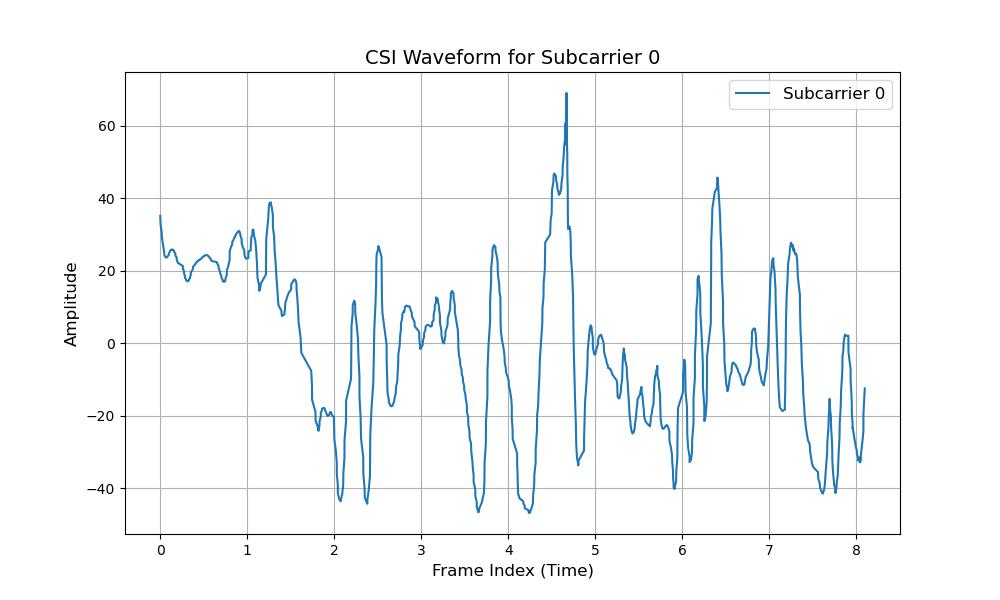 CSI Waveform for Subcarrier 0
Subcarrier 0
Amplitude
60
40
20
0
−20
−40
0 1 2 3 4 5 6 7 8
Frame Index (Time)